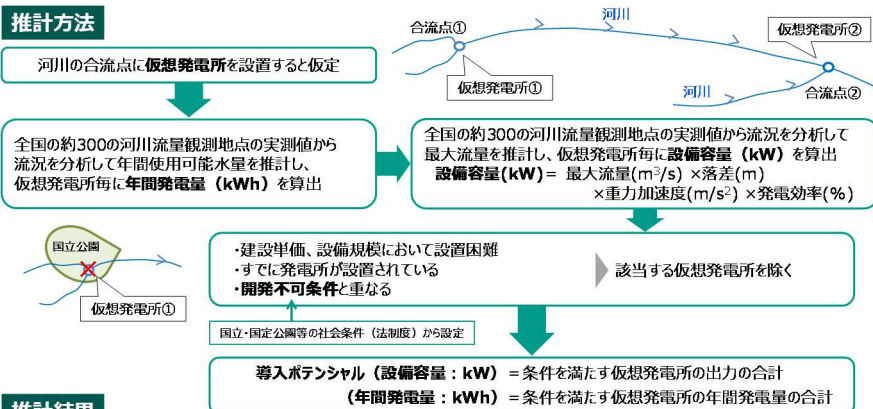 推計方法
河川の合流点に仮想発電所を設置すると仮定
合流点①
河川
仮想発電所②
仮想発電所①
河川
合流点②
全国の約300の河川流量観測地点の実測値から
流況を分析して年間使用可能水量を推計し、
仮想発電所毎に年間発電量（kWh）を算出
全国の約300の河川流量観測地点の実測値から流況を分析して
最大流量を推計し、仮想発電所毎に設備容量（kW）を算出
設備容量(kW)＝ 最大流量(m³/s) ×落差(m)
×重力加速度(m/s²) ×発電効率(%)
国立公園
仮想発電所①
・建設単価、設備規模において設置困難
・すでに発電所が設置されている
・開発不可条件と重なる
該当する仮想発電所を除く
国立・国定公園等の社会条件（法制度）から設定
導入ポテンシャル（設備容量：kW）＝条件を満たす仮想発電所の出力の合計
（年間発電量：kWh）＝条件を満たす仮想発電所の年間発電量の合計
推計結果